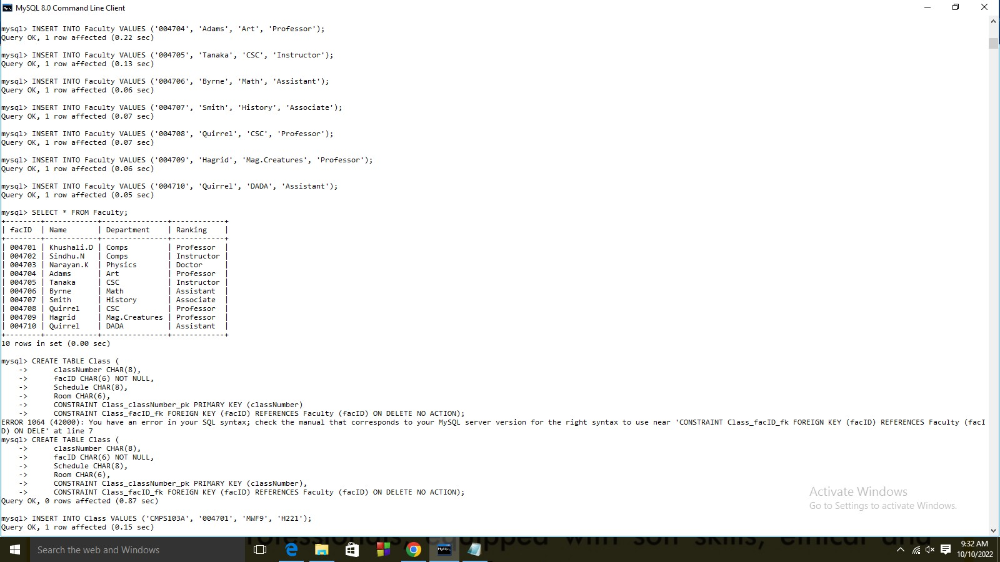 MySQL 8.0 Command Line Client
mysql> INSERT INTO Faculty VALUES ('004704', 'Adams', 'Art', 'Professor');
Query OK, 1 row affected (0.22 sec)
mysql> INSERT INTO Faculty VALUES ('004705', 'Tanaka', 'CSC', 'Instructor');
Query OK, 1 row affected (0.13 sec)
mysql> INSERT INTO Faculty VALUES ('004706', 'Byrne', 'Math', 'Assistant');
Query OK, 1 row affected (0.06 sec)
mysql> INSERT INTO Faculty VALUES ('004707', 'Smith', 'History', 'Associate');
Query OK, 1 row affected (0.07 sec)
mysql> INSERT INTO Faculty VALUES ('004708', 'Quirrel', 'CSC', 'Professor');
Query OK, 1 row affected (0.07 sec)
mysql> INSERT INTO Faculty VALUES ('004709', 'Hagrid', 'Mag.Creatures', 'Professor');
Query OK, 1 row affected (0.06 sec)
mysql> INSERT INTO Faculty VALUES ('004710', 'Quirrel', 'DADA', 'Assistant');
Query OK, 1 row affected (0.05 sec)
mysql> SELECT * FROM Faculty;
+--------+------------+---------------+------------+
| facID  | Name       | Department    | Ranking    |
+--------+------------+---------------+------------+
| 004701 | Khushali.D | Comps         | Professor  |
| 004702 | Sindhu.N   | Comps         | Instructor |
| 004703 | Narayan.K  | Physics       | Doctor     |
| 004704 | Adams      | Art           | Professor  |
| 004705 | Tanaka     | CSC           | Instructor |
| 004706 | Byrne      | Math          | Assistant  |
| 004707 | Smith      | History       | Associate  |
| 004708 | Quirrel    | CSC           | Professor  |
| 004709 | Hagrid     | Mag.Creatures | Professor  |
| 004710 | Quirrel    | DADA          | Assistant  |
+--------+------------+---------------+------------+
10 rows in set (0.00 sec)
mysql> CREATE TABLE Class (
    ->      classNumber CHAR(8),
    ->      facID CHAR(6) NOT NULL,
    ->      Schedule CHAR(8),
    ->      Room CHAR(6),
    ->      CONSTRAINT Class_classNumber_pk PRIMARY KEY (classNumber)
    ->      CONSTRAINT Class_facID_fk FOREIGN KEY (facID) REFERENCES Faculty (facID) ON DELETE NO ACTION);
ERROR 1064 (42000): You have an error in your SQL syntax; check the manual that corresponds to your MySQL server version for the right syntax to use near 'CONSTRAINT Class_facID_fk FOREIGN KEY (facID) REFERENCES Faculty (facI
D) ON DELE' at line 7
mysql> CREATE TABLE Class (
    ->      classNumber CHAR(8),
    ->      facID CHAR(6) NOT NULL,
    ->      Schedule CHAR(8),
    ->      Room CHAR(6),
    ->      CONSTRAINT Class_classNumber_pk PRIMARY KEY (classNumber),
    ->      CONSTRAINT Class_facID_fk FOREIGN KEY (facID) REFERENCES Faculty (facID) ON DELETE NO ACTION);
Query OK, 0 rows affected (0.87 sec)
mysql> INSERT INTO Class VALUES ('CMPS103A', '004701', 'MWF9', 'H221');
Query OK, 1 row affected (0.15 sec)
Activate Windows
Go to Settings to activate Windows.
equipped with soft skills, ethical and
Search the web and Windows
9:32 AM
10/10/2022